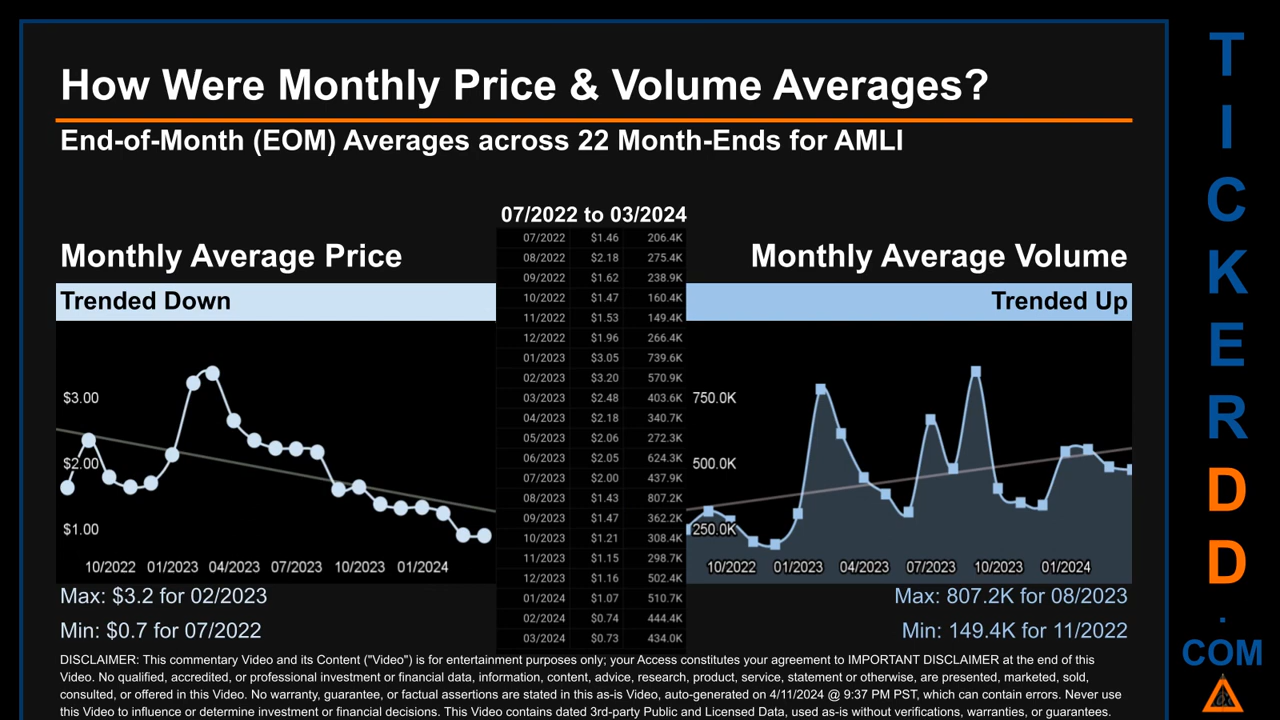 How Were Monthly Price & Volume Averages?
End-of-Month (EOM) Averages across 22 Month-Ends for AMLI
07/2022 to 03/2024
Monthly Average Price
Trended Down
$3.00
$2.00
$1.00
10/2022 01/2023 04/2023 07/2023 10/2023 01/2024
Max: $3.2 for 02/2023
Min: $0.7 for 07/2022
07/2022 $1.46 206.4K
08/2022 $2.18 275.4K
09/2022 $1.62 238.9K
10/2022 $1.47 160.4K
11/2022 $1.53 149.4K
12/2022 $1.96 266.4K
01/2023 $3.05 739.6K
02/2023 $3.20 570.9K
03/2023 $2.48 403.6K
04/2023 $2.18 340.7K
05/2023 $2.06 272.3K
06/2023 $2.05 624.3K
07/2023 $2.00 437.9K
08/2023 $1.43 807.2K
09/2023 $1.47 362.2K
10/2023 $1.21 308.4K
11/2023 $1.15 298.7K
12/2023 $1.16 502.4K
01/2024 $1.07 510.7K
02/2024 $0.74 444.4K
03/2024 $0.73 434.0K
Monthly Average Volume
Trended Up
750.0K
500.0K
250.0K
10/2022 01/2023 04/2023 07/2023 10/2023 01/2024
Max: 807.2K for 08/2023
Min: 149.4K for 11/2022
DISCLAIMER: This commentary Video and its Content ("Video") is for entertainment purposes only; your Access constitutes your agreement to IMPORTANT DISCLAIMER at the end of this
Video. No qualified, accredited, or professional investment or financial data, information, content, advice, research, product, service, statement or otherwise, are presented, marketed, sold,
consulted, or offered in this Video. No warranty, guarantee, or factual assertions are stated in this as-is Video, auto-generated on 4/11/2024 @ 9:37 PM PST, which can contain errors. Never use
this Video to influence or determine investment or financial decisions. This Video contains dated 3rd-party Public and Licensed Data, used as-is without verifications, warranties, or guarantees.
T
I
C
K
E
R
D
D
.
COM